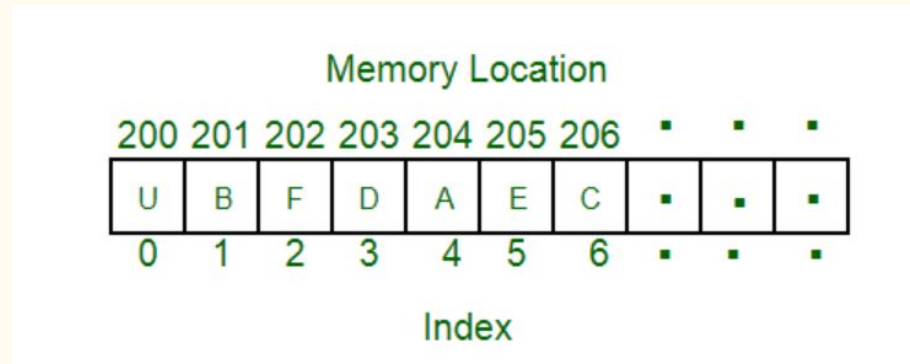 Memory Location
200 201 202 203 204 205 206 . . .
U B F D A E C . . .
0 1 2 3 4 5 6 . . .
Index